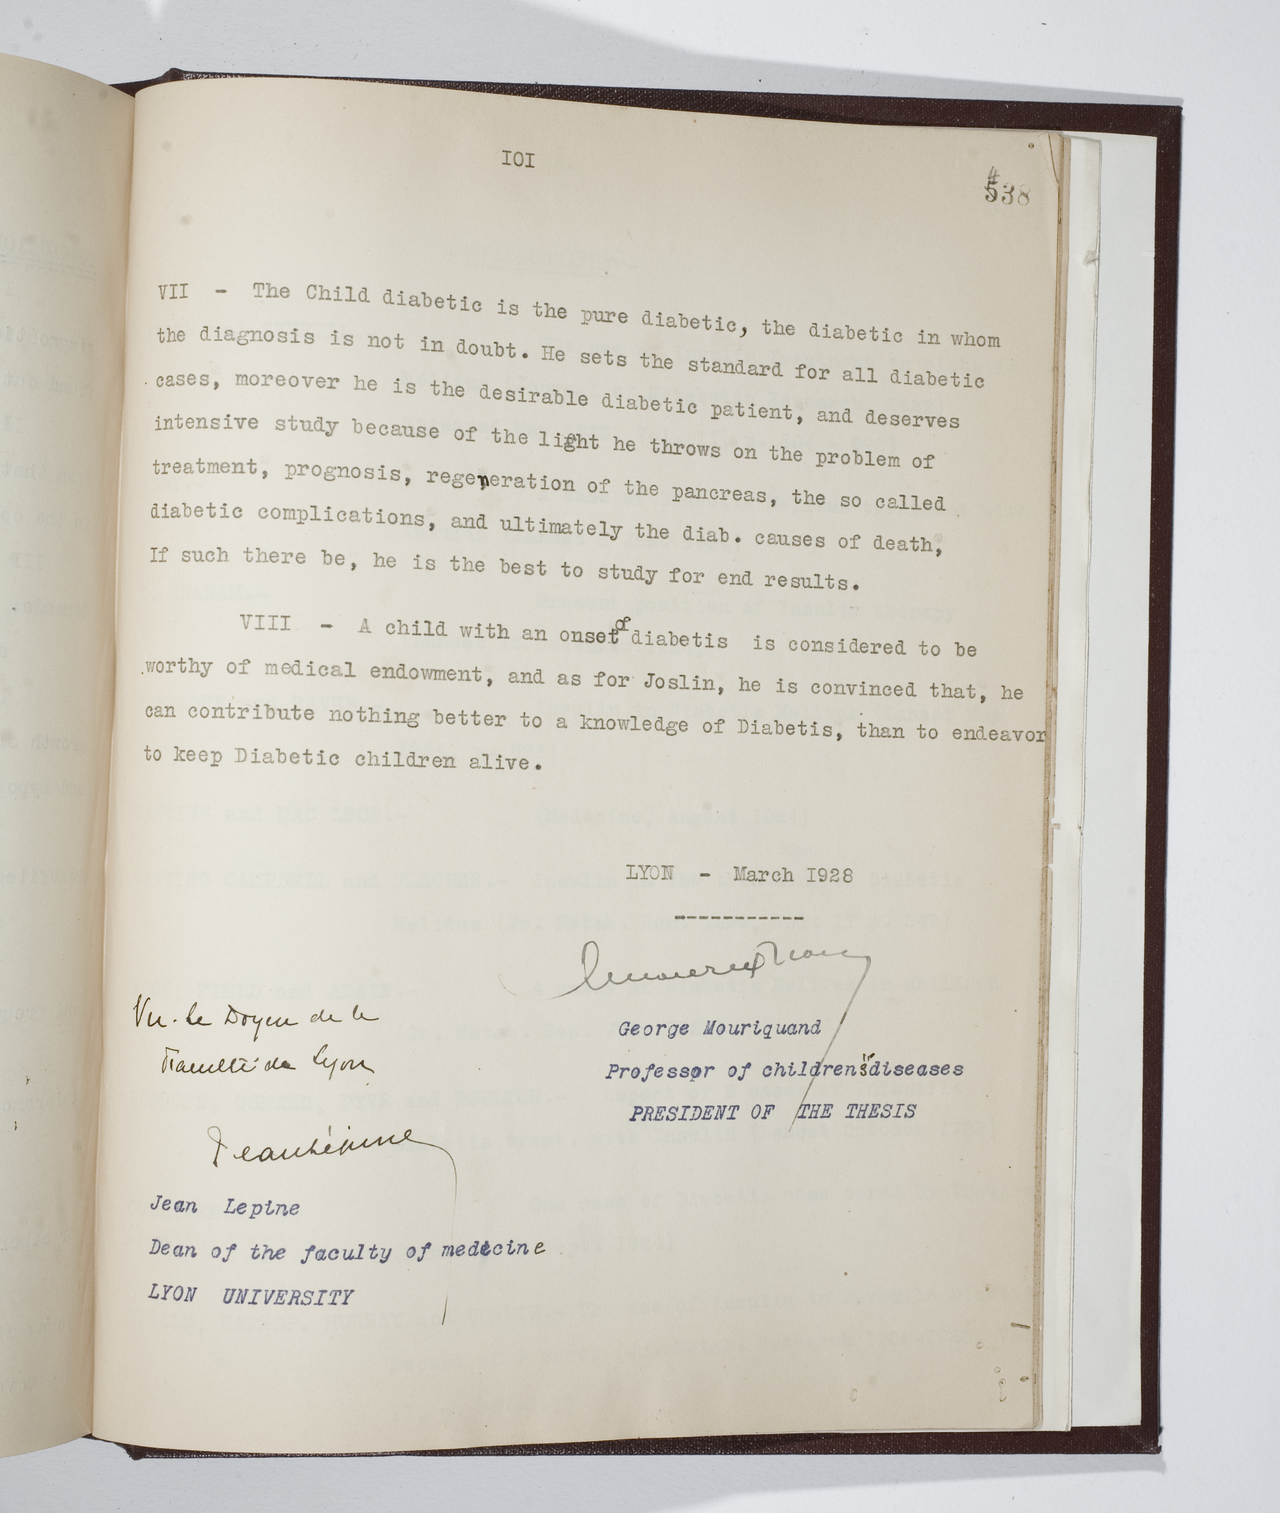 IOI
538
4
VII - The Child diabetic is the pure diabetic, the diabetic in whom
the diagnosis is not in doubt. He sets the standard for all diabetic
cases, moreover he is the desirable diabetic patient, and deserves
intensive study because of the light he throws on the problem of
treatment, prognosis, regeneration of the pancreas, the so called
diabetic complications, and ultimately the diab. causes of death,
If such there be, he is the best to study for end results.
VIII - A child with an onset of diabetis is considered to be
worthy of medical endowment, and as for Joslin, he is convinced that, he
can contribute nothing better to a knowledge of Diabetis, than to endeavor
to keep Diabetic children alive.
LYON - March I928
-----------
George Mouriquand
Professor of children's diseases
PRESIDENT OF THE THESIS
Vu. Le Doyen de la
Faculté de Lyon
Jean Lépine
Jean Lepine
Dean of the faculty of medicine
LYON UNIVERSITY